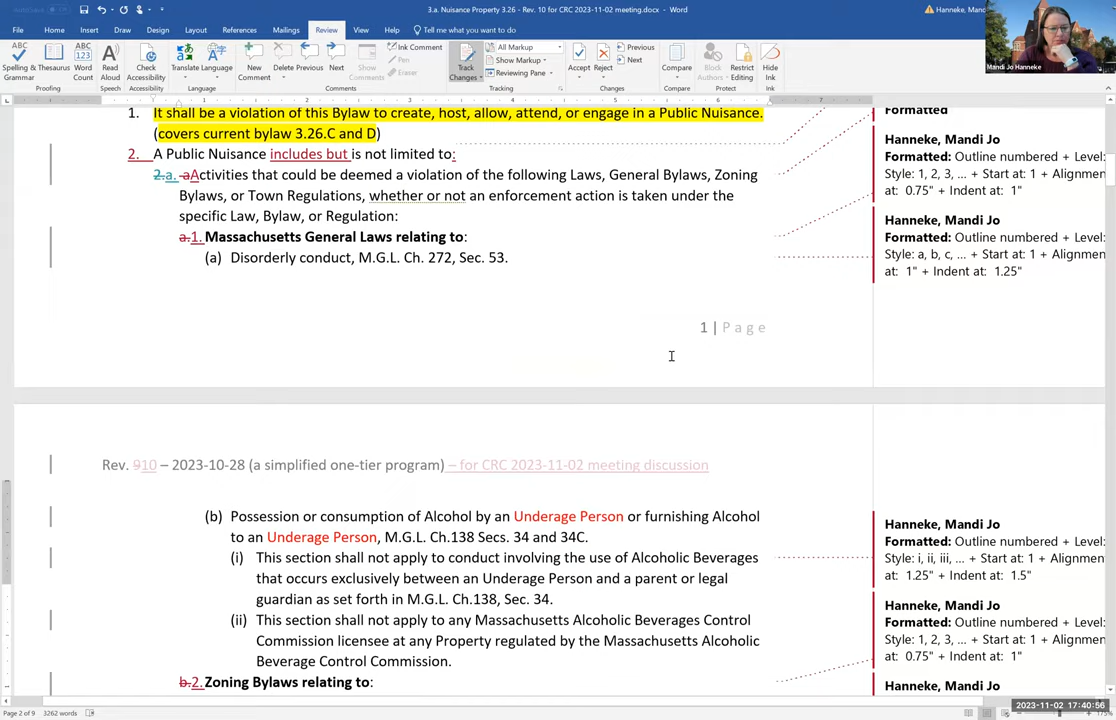 3.a. Nuisance Property 3.26 - Rev. 10 for CRC 2023-11-02 meeting.docx - Word
Hanneke, Mandi
File Home Insert Draw Design Layout References Mailings Review View Help Tell me what you want to do
Spelling & Grammar
Thesaurus
Word Count
Read Aloud
Check Accessibility
Translate
Language
New Comment
Delete
Previous
Next
Show Comments
Ink Comment
Pen
Eraser
Track Changes
All Markup
Show Markup
Reviewing Pane
Accept
Reject
Previous
Next
Compare
Block Authors
Restrict Editing
Hide Ink
Proofing Speech Accessibility Language Comments Tracking Changes Compare Protect Ink
Mandi Jo Hanneke
1. It shall be a violation of this Bylaw to create, host, allow, attend, or engage in a Public Nuisance.
(covers current bylaw 3.26.C and D)
2. A Public Nuisance includes but is not limited to:
2.a. aActivities that could be deemed a violation of the following Laws, General Bylaws, Zoning
Bylaws, or Town Regulations, whether or not an enforcement action is taken under the
specific Law, Bylaw, or Regulation:
a.1. Massachusetts General Laws relating to:
(a) Disorderly conduct, M.G.L. Ch. 272, Sec. 53.
1 | Page
Rev. 910 – 2023-10-28 (a simplified one-tier program) – for CRC 2023-11-02 meeting discussion
(b) Possession or consumption of Alcohol by an Underage Person or furnishing Alcohol
to an Underage Person, M.G.L. Ch.138 Secs. 34 and 34C.
(i) This section shall not apply to conduct involving the use of Alcoholic Beverages
that occurs exclusively between an Underage Person and a parent or legal
guardian as set forth in M.G.L. Ch.138, Sec. 34.
(ii) This section shall not apply to any Massachusetts Alcoholic Beverages Control
Commission licensee at any Property regulated by the Massachusetts Alcoholic
Beverage Control Commission.
b.2. Zoning Bylaws relating to:
Formatted
Hanneke, Mandi Jo
Formatted: Outline numbered + Level:
Style: 1, 2, 3, … + Start at: 1 + Alignmen
at: 0.75" + Indent at: 1"
Hanneke, Mandi Jo
Formatted: Outline numbered + Level:
Style: a, b, c, … + Start at: 1 + Alignmen
at: 1" + Indent at: 1.25"
Hanneke, Mandi Jo
Formatted: Outline numbered + Level:
Style: i, ii, iii, … + Start at: 1 + Alignmen
at: 1.25" + Indent at: 1.5"
Hanneke, Mandi Jo
Formatted: Outline numbered + Level:
Style: 1, 2, 3, … + Start at: 1 + Alignmen
at: 0.75" + Indent at: 1"
Hanneke, Mandi Jo
2023-11-02 17:40:56
Page 2 of 9 3262 words